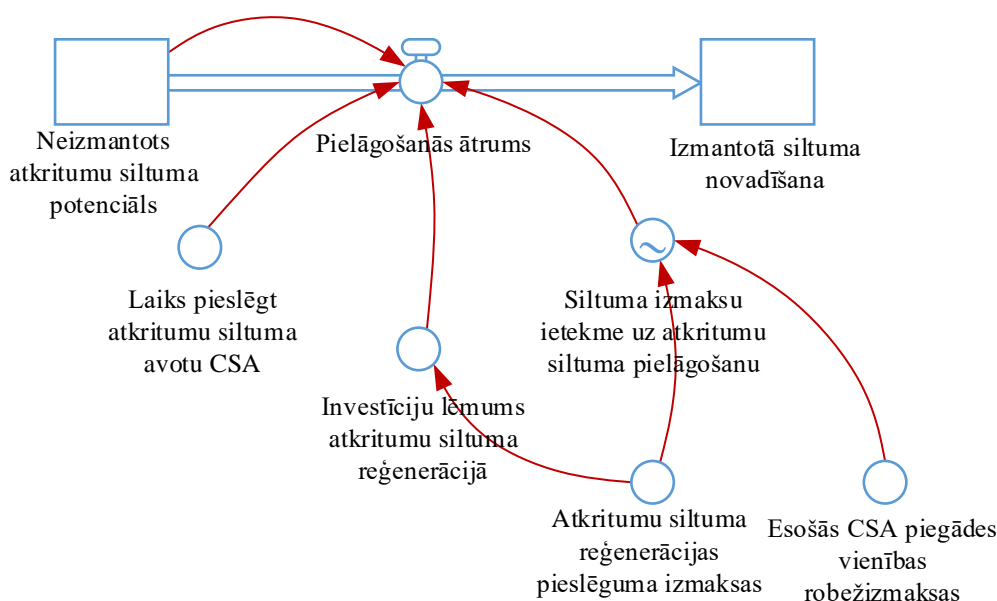 Neizmantots
atkritumu siltuma
potenciāls
Pielāgošanās ātrums
Izmantotā siltuma
novadīšana
Laiks pieslēgt
atkritumu siltuma
avotu CSA
Siltuma izmaksu
ietekme uz atkritumu
siltuma pielāgošanu
Investīciju lēmums
atkritumu siltuma
reģenerācijā
Atkritumu siltuma
reģenerācijas
pieslēguma izmaksas
Esošās CSA piegādes
vienības
robežizmaksas